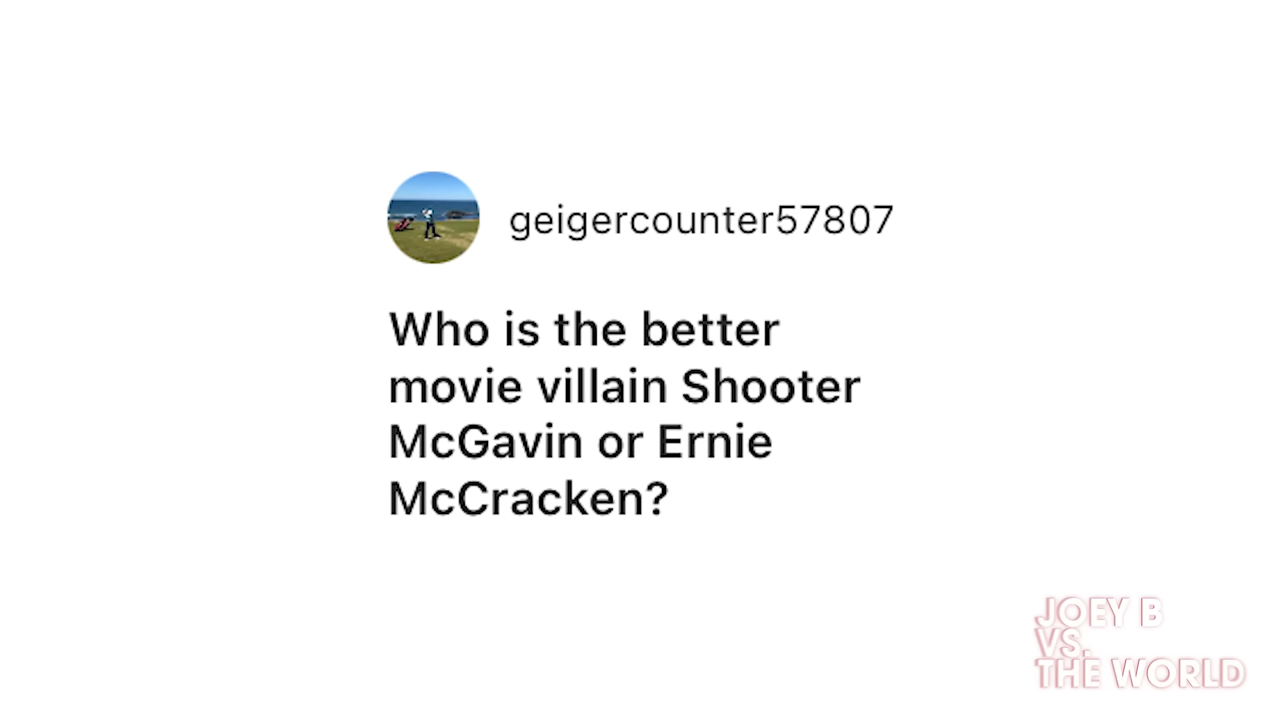 geigercounter57807
Who is the better
movie villain Shooter
McGavin or Ernie
McCracken?
JOEY B
VS.
THE WORLD